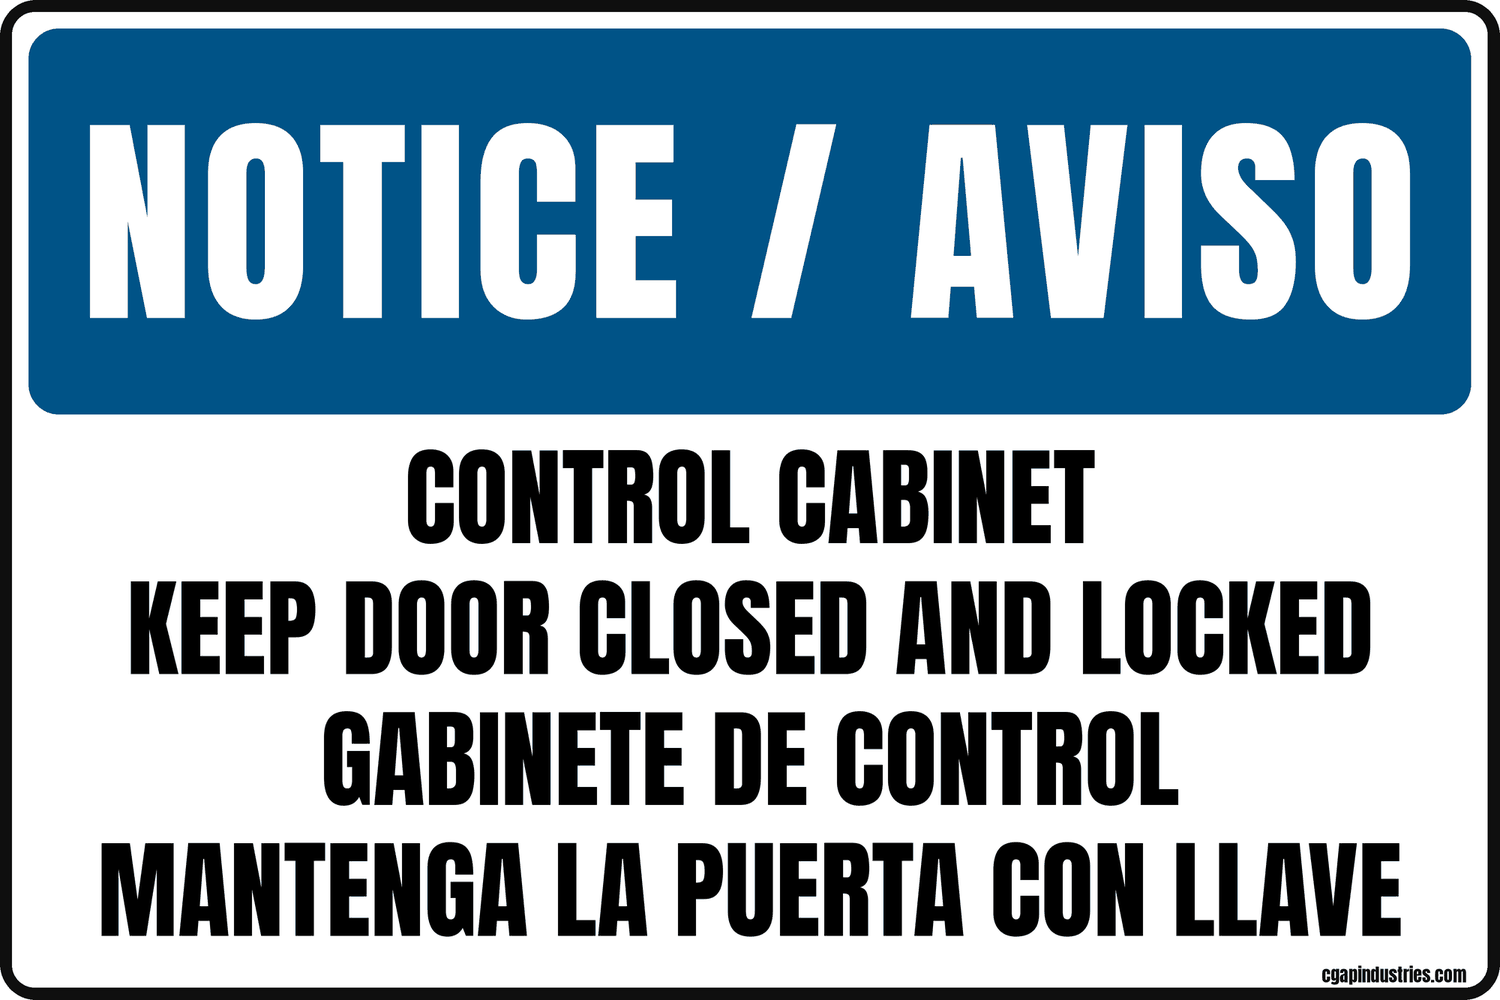 NOTICE / AVISO
CONTROL CABINET
KEEP DOOR CLOSED AND LOCKED
GABINETE DE CONTROL
MANTENGA LA PUERTA CON LLAVE
cgapindustries.com